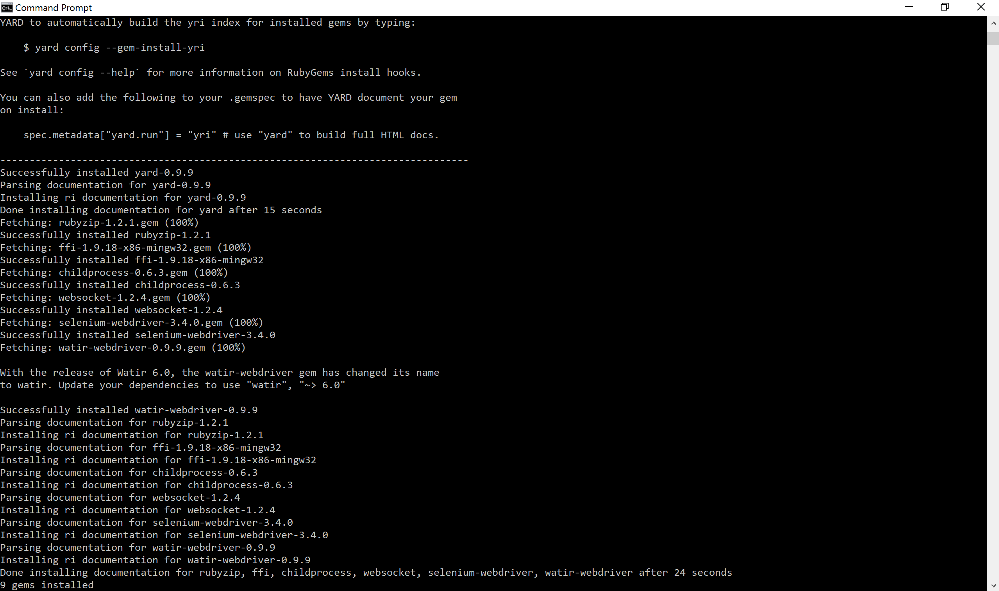 Command Prompt
YARD to automatically build the yri index for installed gems by typing:
$ yard config --gem-install-yri
See `yard config --help` for more information on RubyGems install hooks.
You can also add the following to your .gemspec to have YARD document your gem
on install:
spec.metadata["yard.run"] = "yri" # use "yard" to build full HTML docs.
--------------------------------------------------------------------------------
Successfully installed yard-0.9.9
Parsing documentation for yard-0.9.9
Installing ri documentation for yard-0.9.9
Done installing documentation for yard after 15 seconds
Fetching: rubyzip-1.2.1.gem (100%)
Successfully installed rubyzip-1.2.1
Fetching: ffi-1.9.18-x86-mingw32.gem (100%)
Successfully installed ffi-1.9.18-x86-mingw32
Fetching: childprocess-0.6.3.gem (100%)
Successfully installed childprocess-0.6.3
Fetching: websocket-1.2.4.gem (100%)
Successfully installed websocket-1.2.4
Fetching: selenium-webdriver-3.4.0.gem (100%)
Successfully installed selenium-webdriver-3.4.0
Fetching: watir-webdriver-0.9.9.gem (100%)
With the release of Watir 6.0, the watir-webdriver gem has changed its name
to watir. Update your dependencies to use "watir", "~> 6.0"
Successfully installed watir-webdriver-0.9.9
Parsing documentation for rubyzip-1.2.1
Installing ri documentation for rubyzip-1.2.1
Parsing documentation for ffi-1.9.18-x86-mingw32
Installing ri documentation for ffi-1.9.18-x86-mingw32
Parsing documentation for childprocess-0.6.3
Installing ri documentation for childprocess-0.6.3
Parsing documentation for websocket-1.2.4
Installing ri documentation for websocket-1.2.4
Parsing documentation for selenium-webdriver-3.4.0
Installing ri documentation for selenium-webdriver-3.4.0
Parsing documentation for watir-webdriver-0.9.9
Installing ri documentation for watir-webdriver-0.9.9
Done installing documentation for rubyzip, ffi, childprocess, websocket, selenium-webdriver, watir-webdriver after 24 seconds
9 gems installed